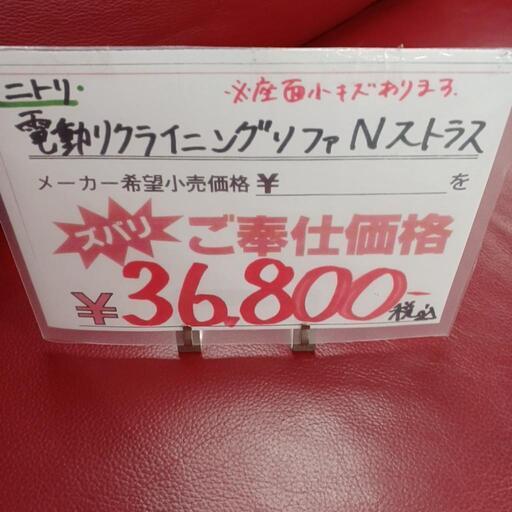 ニトリ・
※座面小キズあります.
電動リクライニングソファNストラス
メーカー希望小売価格¥ を
ズバリ ご奉仕価格
¥36,800- 税込